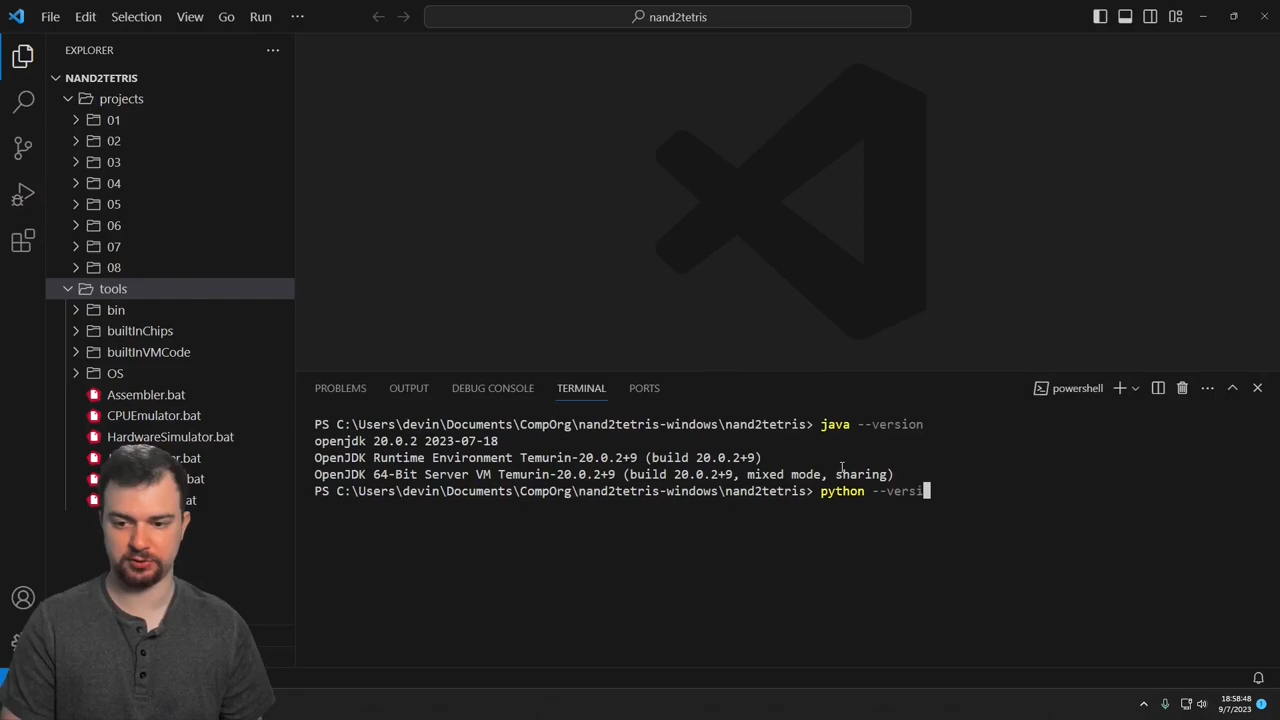 File Edit Selection View Go Run ··· nand2tetris
EXPLORER ···
NAND2TETRIS
projects
01
02
03
04
05
06
07
08
tools
bin
builtInChips
builtInVMCode
OS
Assembler.bat
CPUEmulator.bat
HardwareSimulator.bat
.bat
bat
at
PROBLEMS OUTPUT DEBUG CONSOLE TERMINAL PORTS powershell
PS C:\Users\devin\Documents\CompOrg\nand2tetris-windows\nand2tetris> java --version
openjdk 20.0.2 2023-07-18
OpenJDK Runtime Environment Temurin-20.0.2+9 (build 20.0.2+9)
OpenJDK 64-Bit Server VM Temurin-20.0.2+9 (build 20.0.2+9, mixed mode, sharing)
PS C:\Users\devin\Documents\CompOrg\nand2tetris-windows\nand2tetris> python --versi
18:58:48
9/7/2023
1